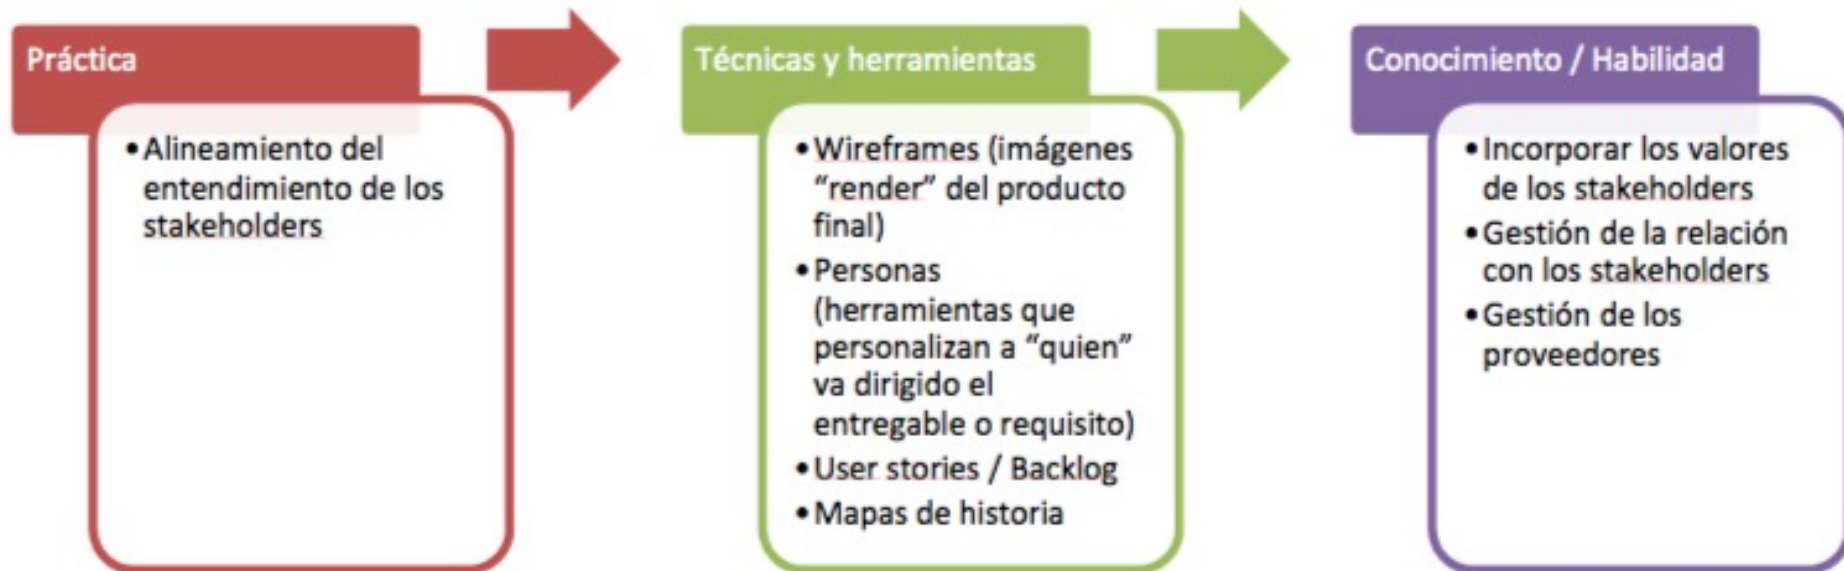 Práctica
•Alineamiento del
entendimiento de los
stakeholders
Técnicas y herramientas
•Wireframes (imágenes
“render” del producto
final)
•Personas
(herramientas que
personalizan a “quien”
va dirigido el
entregable o requisito)
•User stories / Backlog
•Mapas de historia
Conocimiento / Habilidad
•Incorporar los valores
de los stakeholders
•Gestión de la relación
con los stakeholders
•Gestión de los
proveedores